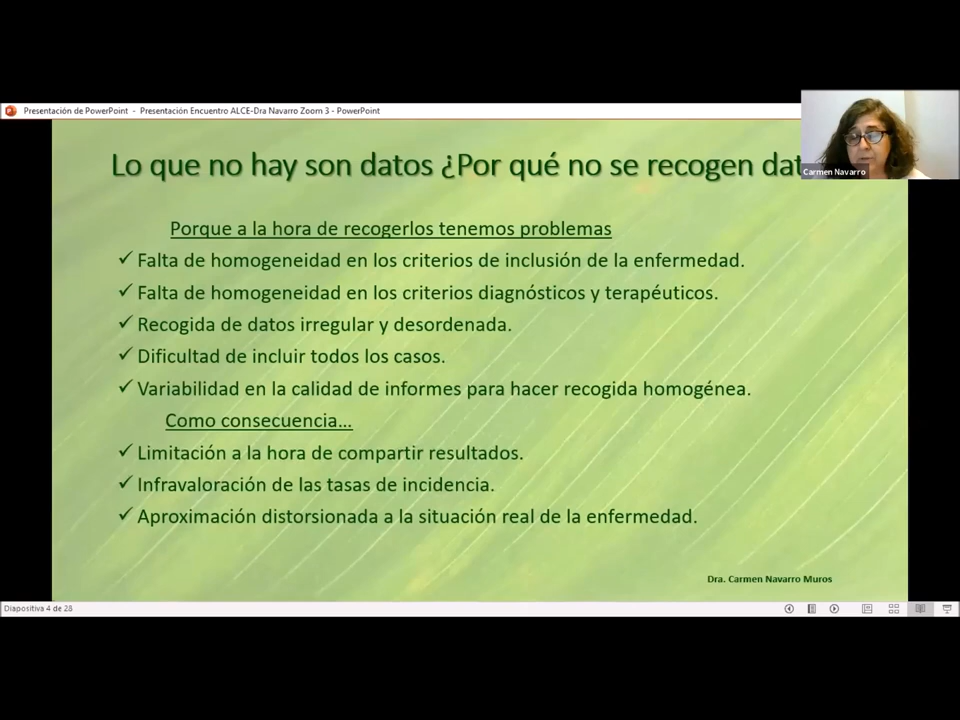 Presentación de PowerPoint - Presentación Encuentro ALCE-Dra Navarro Zoom 3 - PowerPoint
Carmen Navarro
Lo que no hay son datos ¿Por qué no se recogen
Porque a la hora de recogerlos tenemos problemas
✓ Falta de homogeneidad en los criterios de inclusión de la enfermedad.
✓ Falta de homogeneidad en los criterios diagnósticos y terapéuticos.
✓ Recogida de datos irregular y desordenada.
✓ Dificultad de incluir todos los casos.
✓ Variabilidad en la calidad de informes para hacer recogida homogénea.
Como consecuencia...
✓ Limitación a la hora de compartir resultados.
✓ Infravaloración de las tasas de incidencia.
✓ Aproximación distorsionada a la situación real de la enfermedad.
Dra. Carmen Navarro Muros
Diapositiva 4 de 28